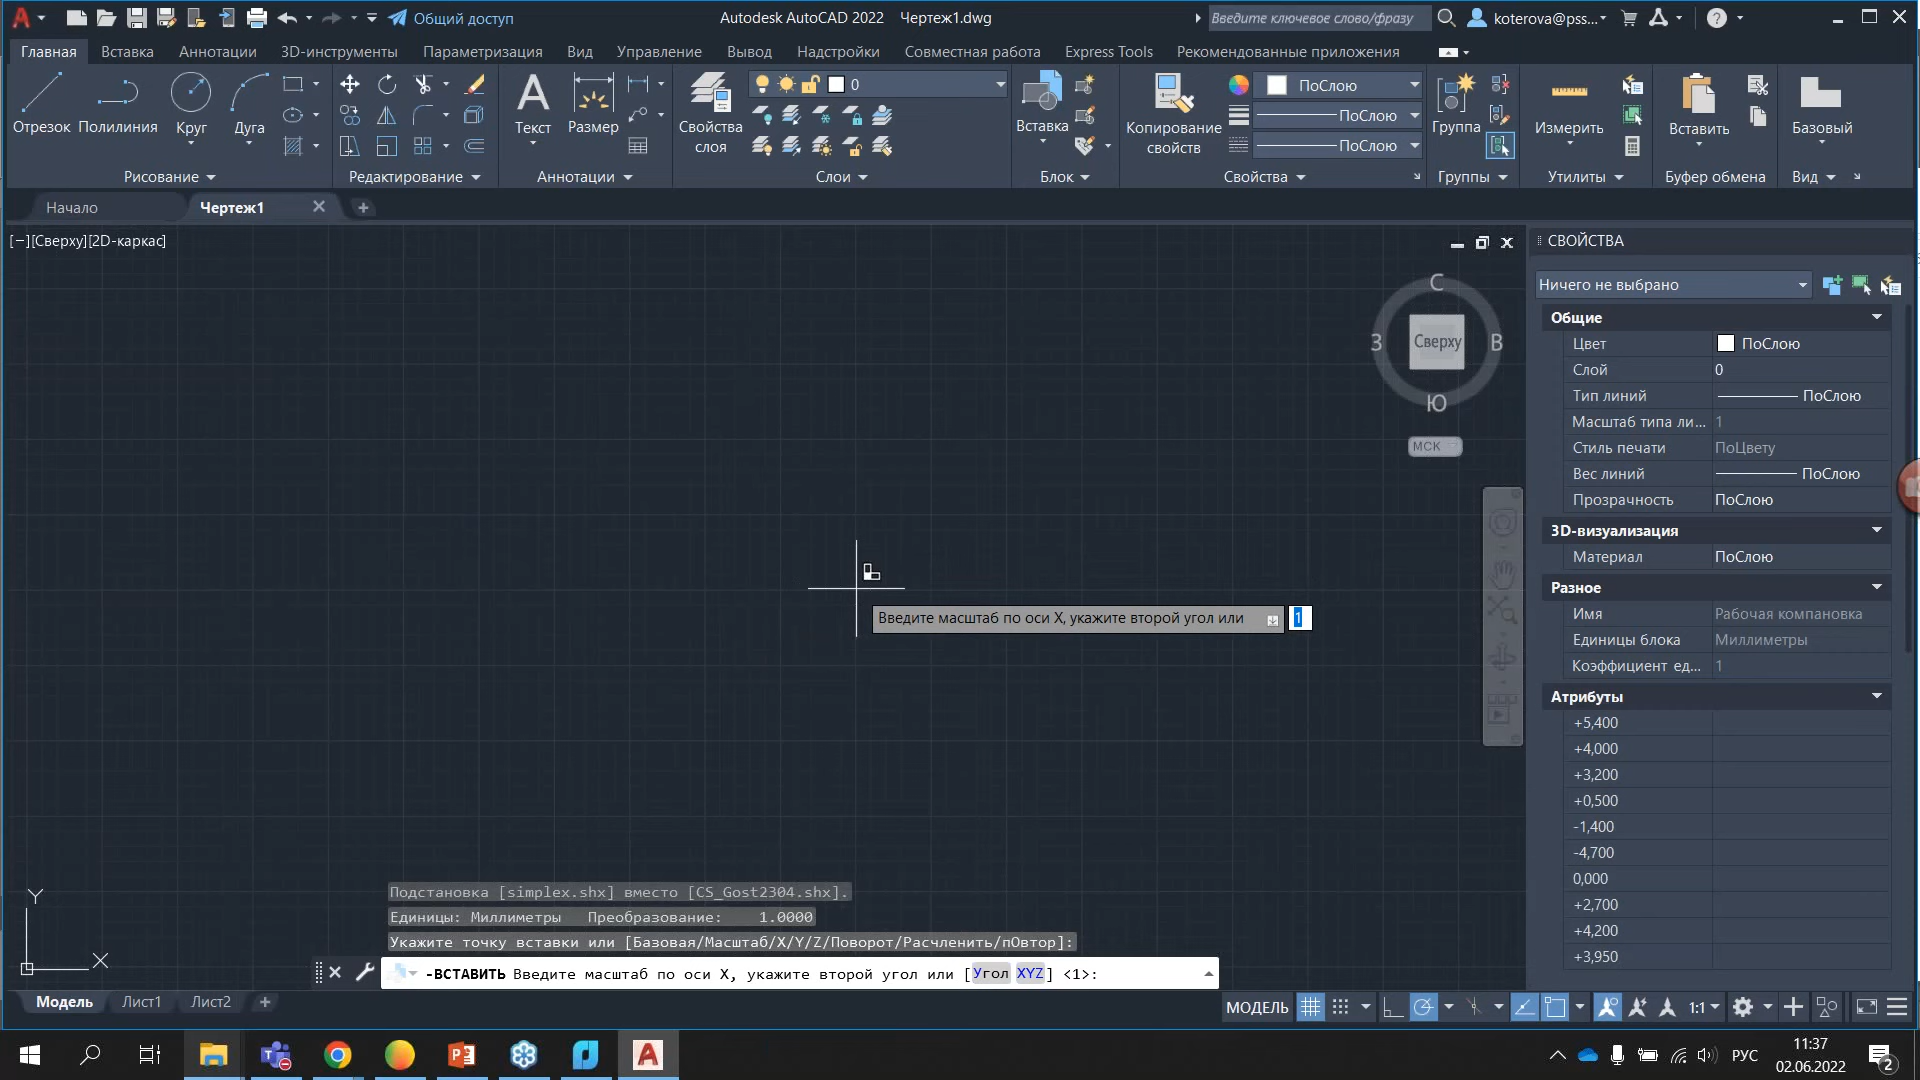 Общий доступ
Autodesk AutoCAD 2022 Чертеж1.dwg
Введите ключевое слово/фразу
koterova@pss...
Главная Вставка Аннотации 3D-инструменты Параметризация Вид Управление Вывод Надстройки Совместная работа Express Tools Рекомендованные приложения
Отрезок Полилиния Круг Дуга
Текст Размер
Свойства слоя
0
Вставка
Копирование свойств
ПоСлою
ПоСлою
ПоСлою
Группа
Измерить
Вставить
Базовый
Рисование Редактирование Аннотации Слои Блок Свойства Группы Утилиты Буфер обмена Вид
Начало Чертеж1
[−][Сверху][2D-каркас]
С
З Сверху В
Ю
МСК
СВОЙСТВА
Ничего не выбрано
Общие
Цвет ПоСлою
Слой 0
Тип линий ПоСлою
Масштаб типа ли... 1
Стиль печати ПоЦвету
Вес линий ПоСлою
Прозрачность ПоСлою
3D-визуализация
Материал ПоСлою
Разное
Имя Рабочая компановка
Единицы блока Миллиметры
Коэффициент ед... 1
Атрибуты
+5,400
+4,000
+3,200
+0,500
-1,400
-4,700
0,000
+2,700
+4,200
+3,950
Введите масштаб по оси X, укажите второй угол или 1
Y
X
Подстановка [simplex.shx] вместо [CS_Gost2304.shx].
Единицы: Миллиметры Преобразование: 1.0000
Укажите точку вставки или [Базовая/Масштаб/X/Y/Z/Поворот/Расчленить/пОвтор]:
-ВСТАВИТЬ Введите масштаб по оси X, укажите второй угол или [Угол XYZ] <1>:
Модель Лист1 Лист2
МОДЕЛЬ
1:1
РУС
11:37
02.06.2022
2